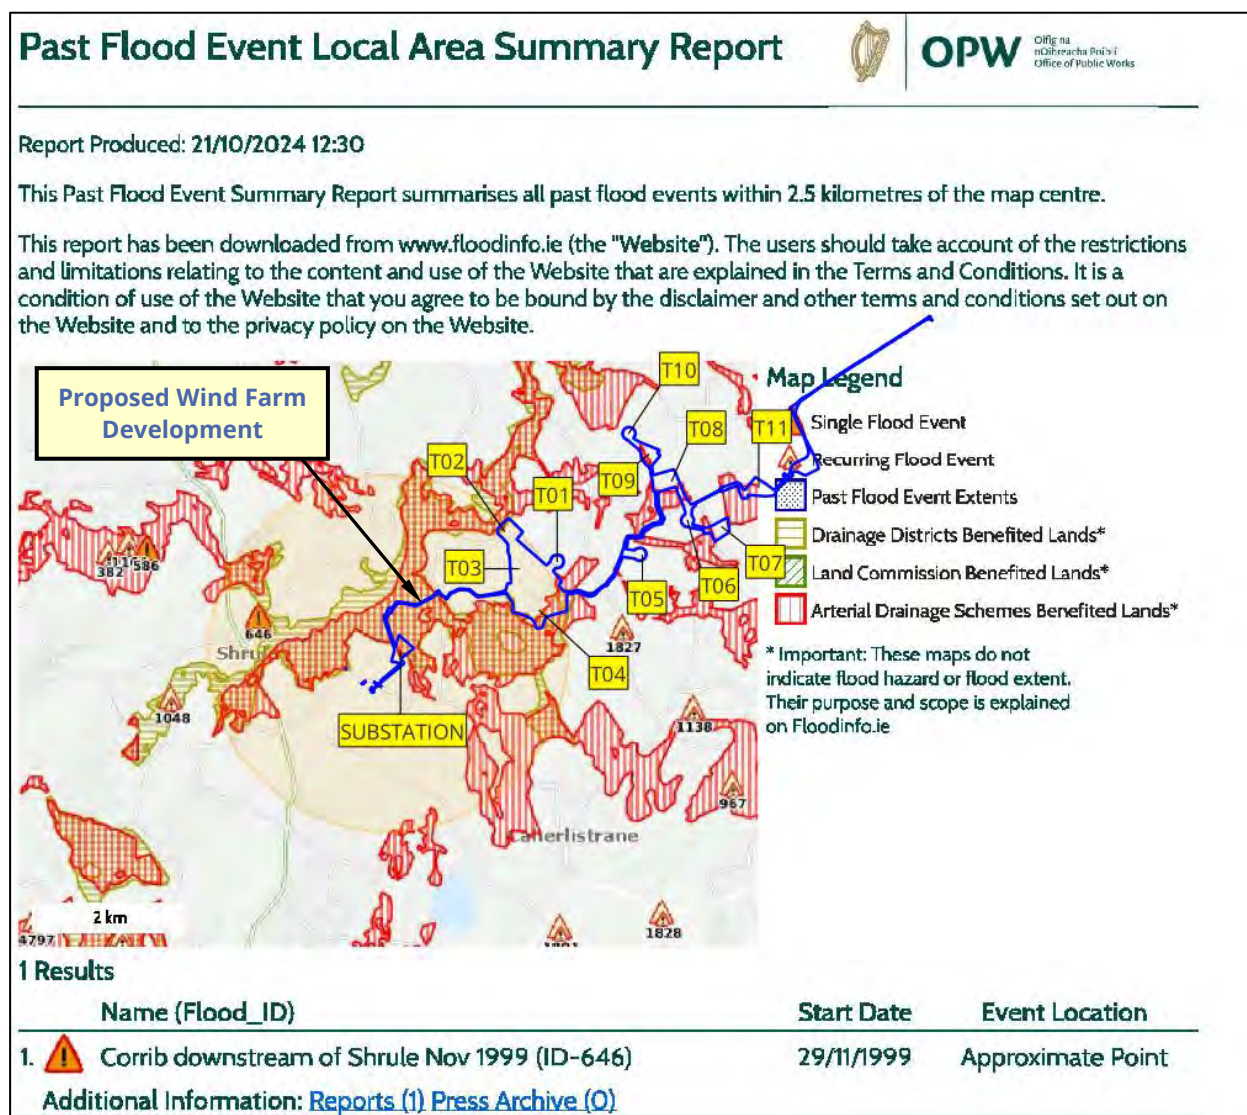 Past Flood Event Local Area Summary Report
OPW
Oifig na
nOibreacha Poiblí
Office of Public Works
Report Produced: 21/10/2024 12:30
This Past Flood Event Summary Report summarises all past flood events within 2.5 kilometres of the map centre.
This report has been downloaded from www.floodinfo.ie (the "Website"). The users should take account of the restrictions
and limitations relating to the content and use of the Website that are explained in the Terms and Conditions. It is a
condition of use of the Website that you agree to be bound by the disclaimer and other terms and conditions set out on
the Website and to the privacy policy on the Website.
Proposed Wind Farm
Development
T10
T08
T11
T02
T09
T01
T03
T07
T06
T05
T04
SUBSTATION
382
586
646
Shrule
1048
1827
1138
967
Caherlistrane
1828
4797
2 km
Map Legend
Single Flood Event
Recurring Flood Event
Past Flood Event Extents
Drainage Districts Benefited Lands*
Land Commission Benefited Lands*
Arterial Drainage Schemes Benefited Lands*
* Important: These maps do not
indicate flood hazard or flood extent.
Their purpose and scope is explained
on Floodinfo.ie
1 Results
Name (Flood_ID) Start Date Event Location
1. Corrib downstream of Shrule Nov 1999 (ID-646) 29/11/1999 Approximate Point
Additional Information: Reports (1) Press Archive (0)